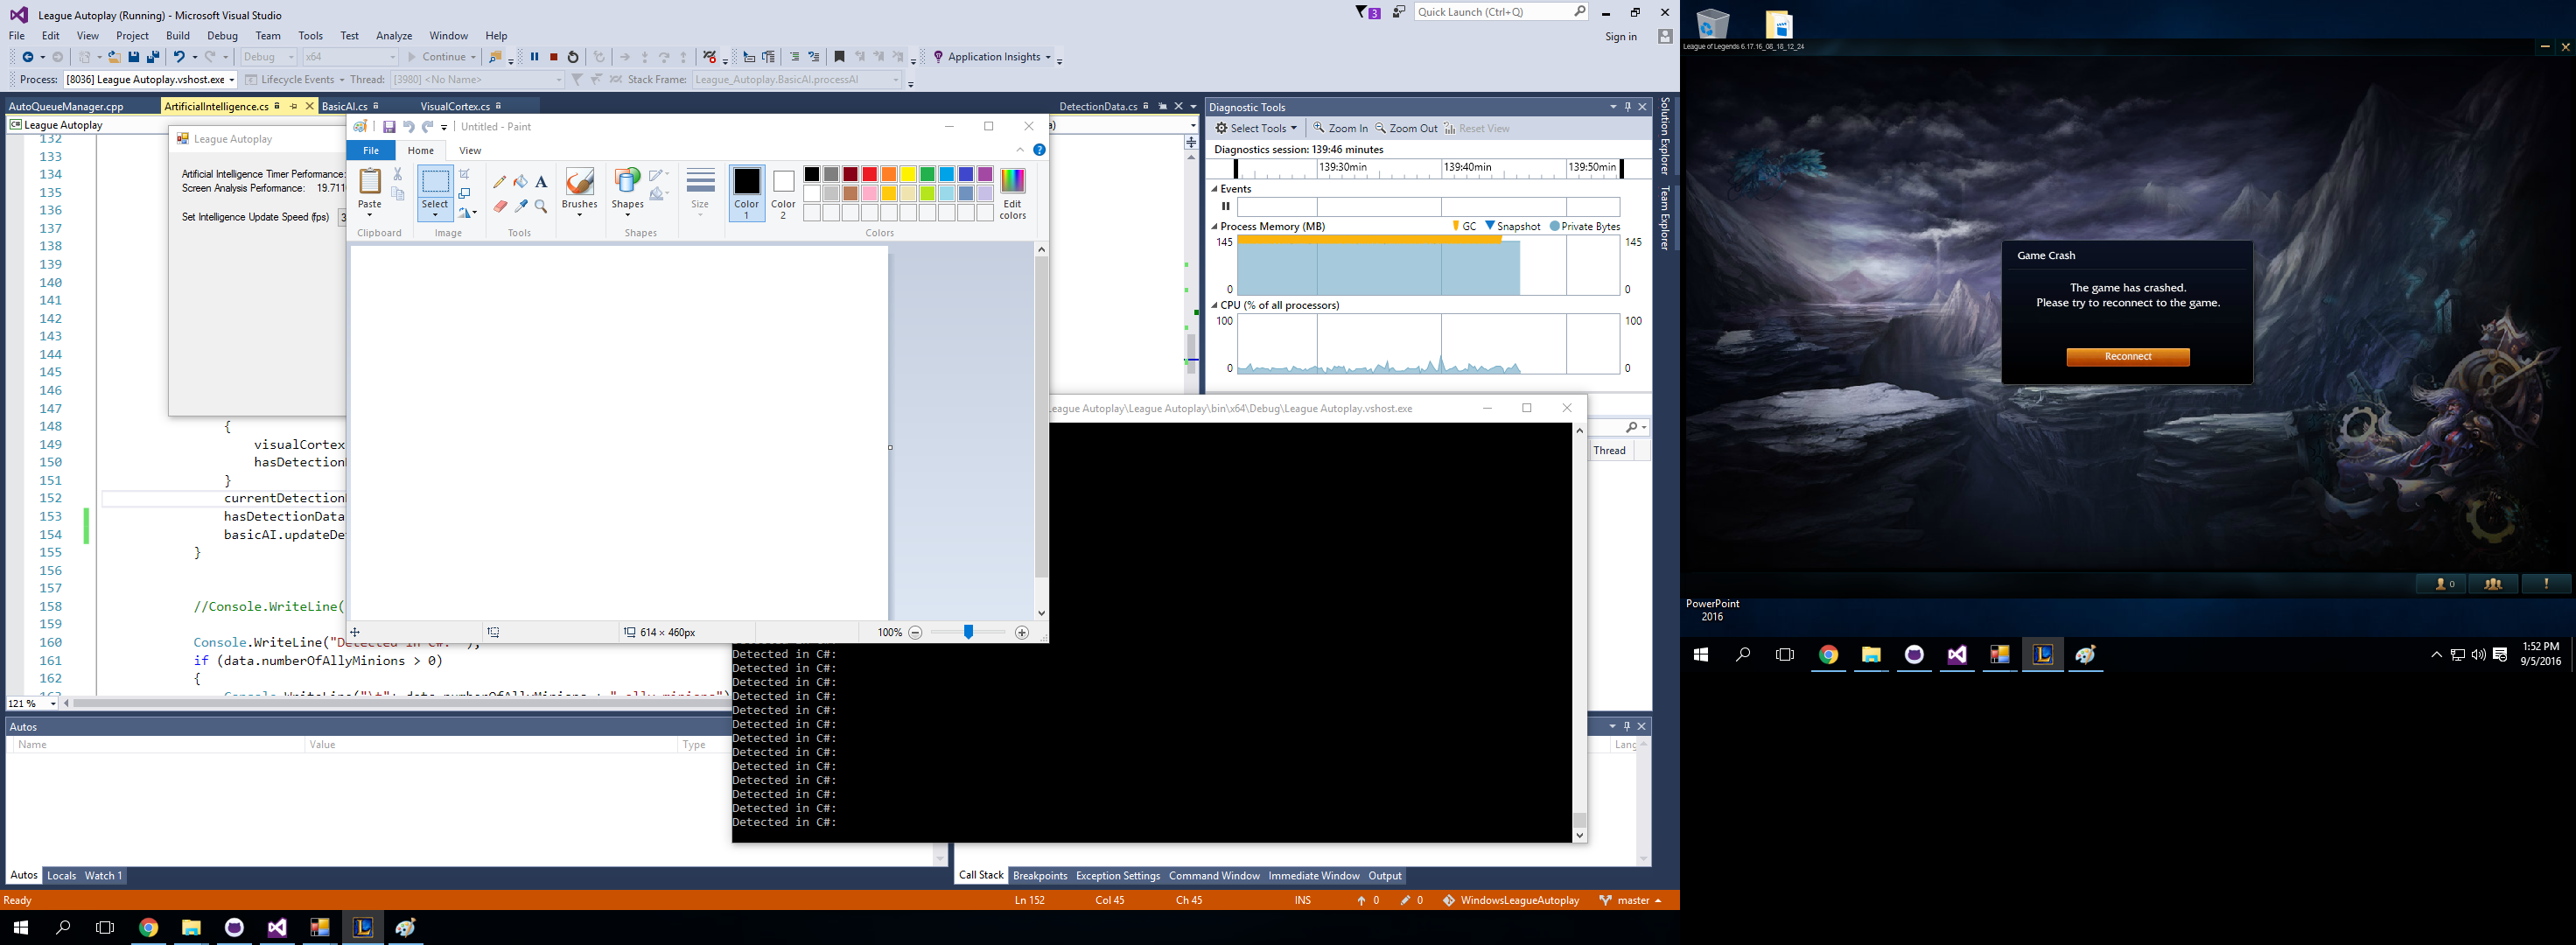 League Autoplay (Running) - Microsoft Visual Studio
3
Quick Launch (Ctrl+Q)
File Edit View Project Build Debug Team Tools Test Analyze Window Help
Sign in
Debug x64 Continue Application Insights
Process: [8036] League Autoplay.vshost.exe Lifecycle Events Thread: [3980] <No Name> Stack Frame: League_Autoplay.BasicAI.processAI
AutoQueueManager.cpp ArtificialIntelligence.cs BasicAI.cs VisualCortex.cs DetectionData.cs
League Autoplay
132
133
134
135
136
137
138
139
140
141
142
143
144
145
146
147
148 {
149 visualCortex
150 hasDetection
151 }
152 currentDetection
153 hasDetectionData
154 basicAI.updateDe
155 }
156
157
158 //Console.WriteLine(
159
160 Console.WriteLine("Detected in C#: ");
161 if (data.numberOfAllyMinions > 0)
162 {
121 %
League Autoplay
Artificial Intelligence Timer Performance:
Screen Analysis Performance: 19.711
Set Intelligence Update Speed (fps) 3
Untitled - Paint
File Home View
Paste
Select
Brushes
Shapes
Size
Color 1
Color 2
Edit colors
Clipboard Image Tools Shapes Colors
614 × 460px
100%
Diagnostic Tools
Select Tools Zoom In Zoom Out Reset View
Diagnostics session: 139:46 minutes
139:30min 139:40min 139:50min
Events
Process Memory (MB) GC Snapshot Private Bytes
145 145
0 0
CPU (% of all processors)
100 100
0 0
Thread
Solution Explorer
Team Explorer
League Autoplay\League Autoplay\bin\x64\Debug\League Autoplay.vshost.exe
Detected in C#:
Detected in C#:
Detected in C#:
Detected in C#:
Detected in C#:
Detected in C#:
Detected in C#:
Detected in C#:
Detected in C#:
Detected in C#:
Detected in C#:
Detected in C#:
Detected in C#:
Autos
Name Value Type
Lang
Autos Locals Watch 1
Call Stack Breakpoints Exception Settings Command Window Immediate Window Output
Ready
Ln 152 Col 45 Ch 45 INS 0 0 WindowsLeagueAutoplay master
League of Legends 6.17.16_08_18_12_24
Game Crash
The game has crashed.
Please try to reconnect to the game.
Reconnect
0
PowerPoint
2016
1:52 PM
9/5/2016